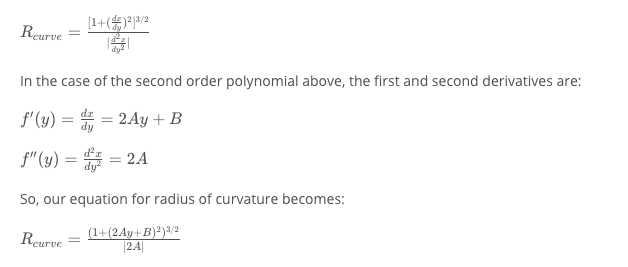 R_{curve} = \frac{[1+(\frac{dx}{dy})^2]^{3/2}}{|\frac{d^2x}{dy^2}|}
In the case of the second order polynomial above, the first and second derivatives are:
f'(y) = \frac{dx}{dy} = 2Ay + B
f''(y) = \frac{d^2x}{dy^2} = 2A
So, our equation for radius of curvature becomes:
R_{curve} = \frac{(1+(2Ay+B)^2)^{3/2}}{|2A|}